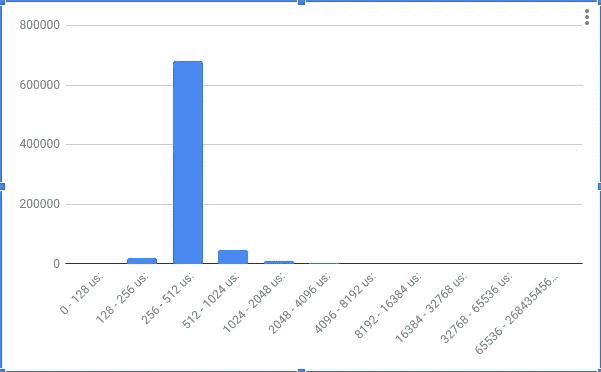 800000
600000
400000
200000
0
0 - 128 us:
128 - 256 us:
256 - 512 us:
512 - 1024 us:
1024 - 2048 us:
2048 - 4096 us:
4096 - 8192 us:
8192 - 16384 us:
16384 - 32768 us:
32768 - 65536 us:
65536 - 268435456...